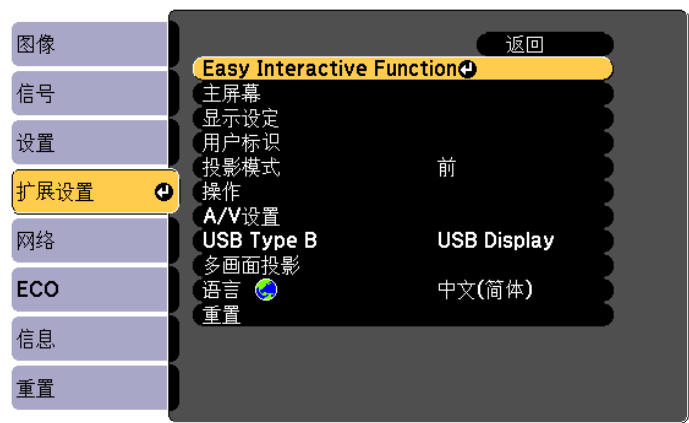 图像
信号
设置
扩展设置
网络
ECO
信息
重置
返回
Easy Interactive Function
主屏幕
显示设定
用户标识
投影模式 前
操作
A/V设置
USB Type B USB Display
多画面投影
语言 中文(简体)
重置